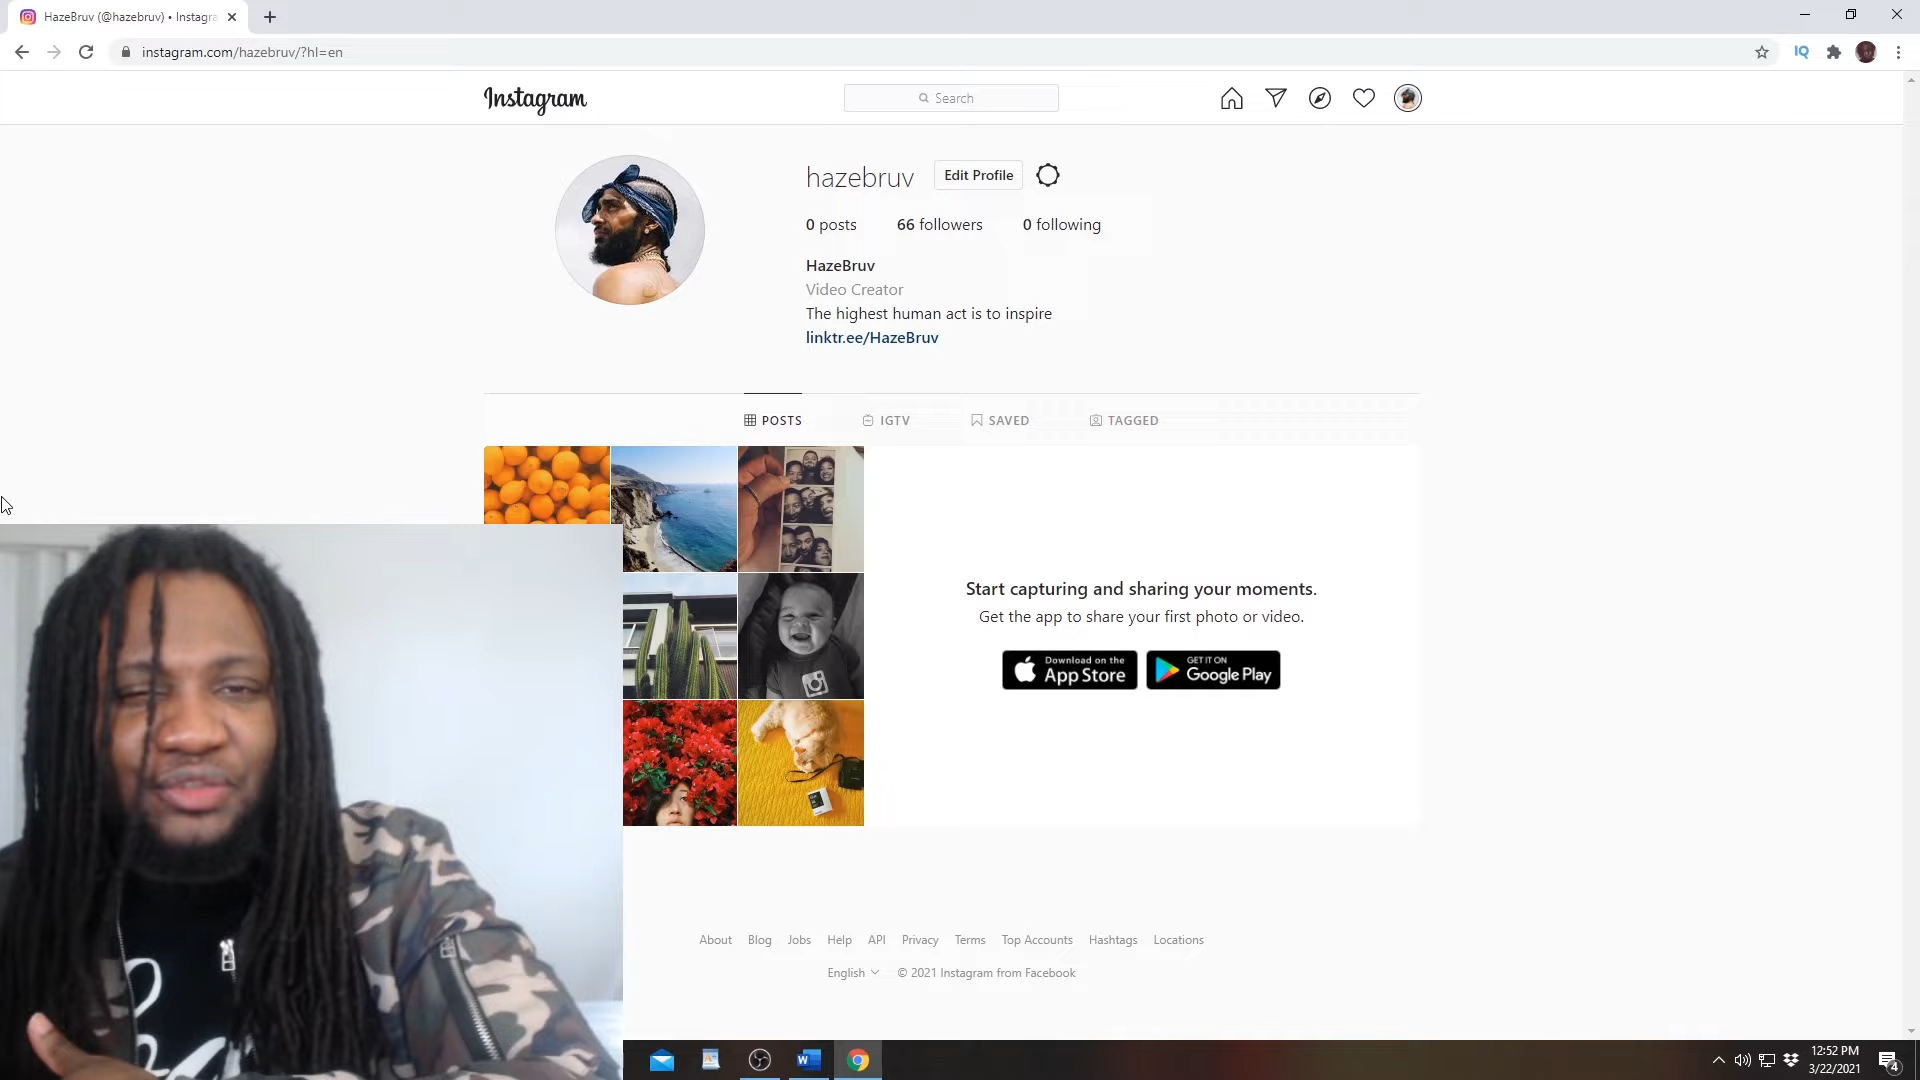 HazeBruv (@hazebruv) • Instagra
instagram.com/hazebruv/?hl=en
IQ
Instagram
Search
hazebruv
Edit Profile
0 posts 66 followers 0 following
HazeBruv
Video Creator
The highest human act is to inspire
linktr.ee/HazeBruv
POSTS IGTV SAVED TAGGED
Start capturing and sharing your moments.
Get the app to share your first photo or video.
Download on the
App Store
GET IT ON
Google Play
About Blog Jobs Help API Privacy Terms Top Accounts Hashtags Locations
English © 2021 Instagram from Facebook
W
12:52 PM
3/22/2021
4